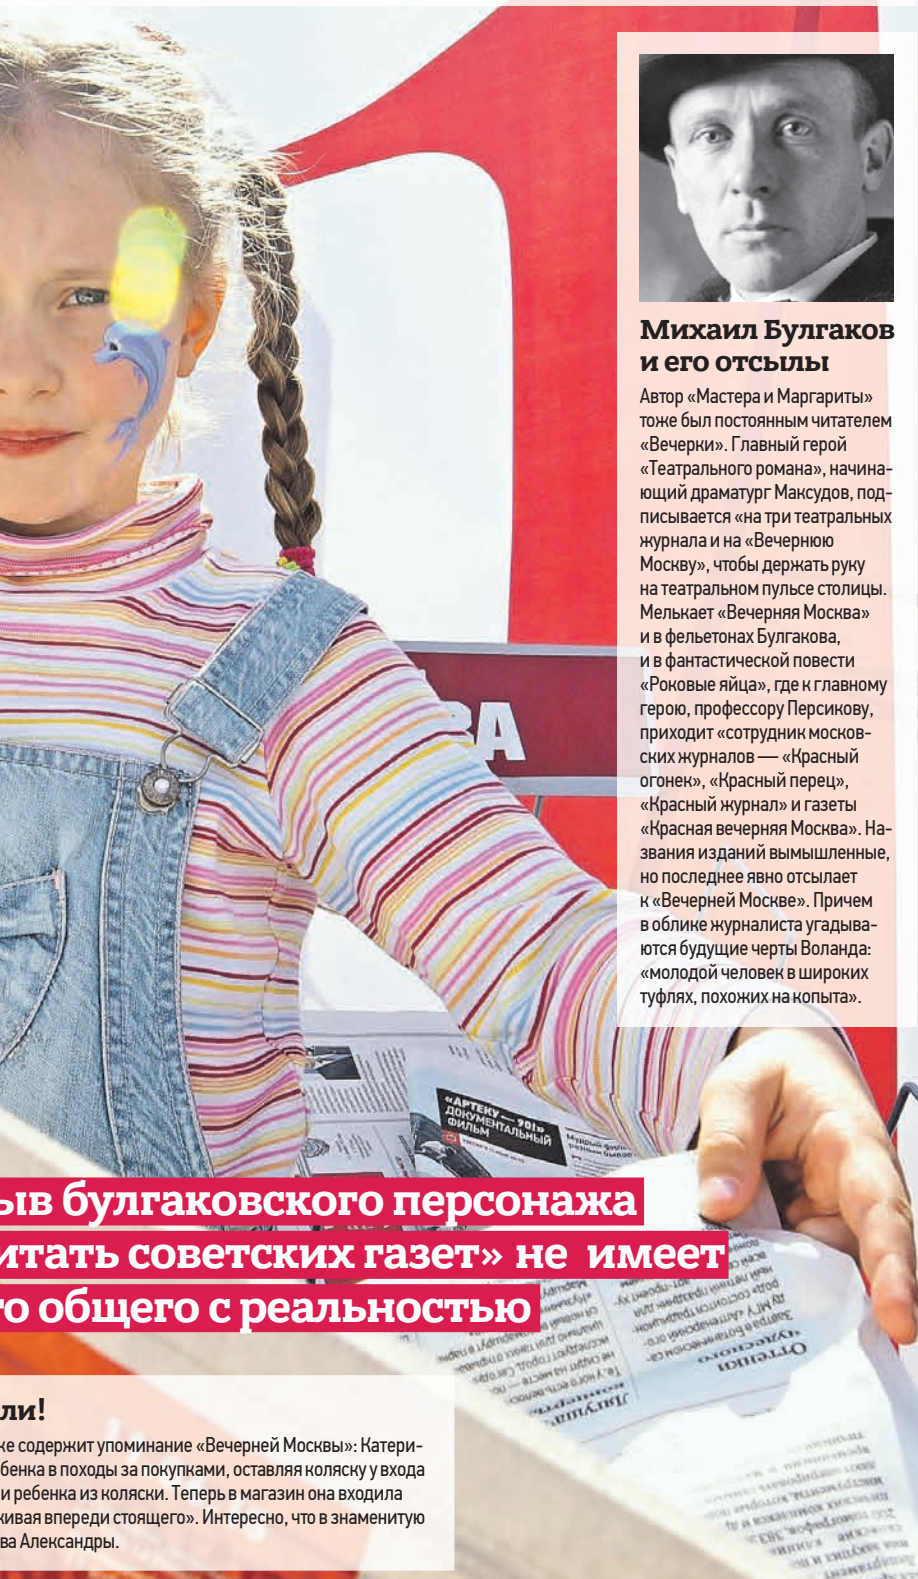 Михаил Булгаков
и его отсылы
Автор «Мастера и Маргариты»
тоже был постоянным читателем
«Вечерки». Главный герой
«Театрального романа», начина-
ющий драматург Максудов, под-
писывается «на три театральных
журнала и на «Вечернюю
Москву», чтобы держать руку
на театральном пульсе столицы.
Мелькает «Вечерняя Москва»
и в фельетонах Булгакова,
и в фантастической повести
«Роковые яйца», где к главному
герою, профессору Персикову,
приходит «сотрудник москов-
ских журналов — «Красный
огонек», «Красный перец»,
«Красный журнал» и газеты
«Красная вечерняя Москва». На-
звания изданий вымышленные,
но последнее явно отсылает
к «Вечерней Москве». Причем
в облике журналиста угадыва-
ются будущие черты Воланда:
«молодой человек в широких
туфлях, похожих на копыта».
ВА
«АРТЕКУ — 90!»
ДОКУМЕНТАЛЬНЫЙ
ФИЛЬМ
ыв булгаковского персонажа
итать советских газет» не имеет
го общего с реальностью
Оттенки
чудесного
Завтра в Ботаническом са-
ли!
же содержит упоминание «Вечерней Москвы»: Катери-
бенка в походы за покупками, оставляя коляску у входа
и ребенка из коляски. Теперь в магазин она входила
живая впереди стоящего». Интересно, что в знаменитую
ва Александры.